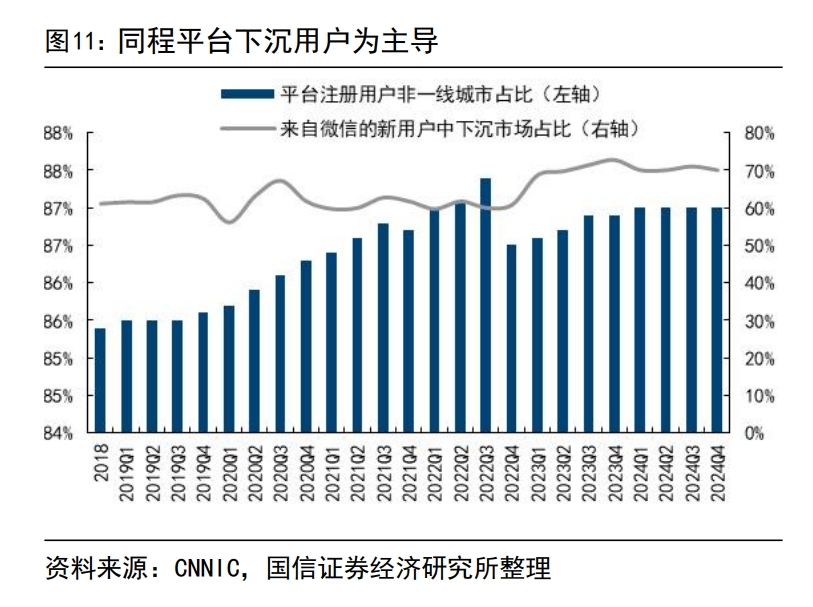 图11：同程平台下沉用户为主导
平台注册用户非一线城市占比（左轴）
来自微信的新用户中下沉市场占比（右轴）
88% 80%
88% 70%
87% 60%
87% 50%
86% 40%
86% 30%
85% 20%
85% 10%
84% 0%
2018 2019Q1 2019Q2 2019Q3 2019Q4 2020Q1 2020Q2 2020Q3 2020Q4 2021Q1 2021Q2 2021Q3 2021Q4 2022Q1 2022Q2 2022Q3 2022Q4 2023Q1 2023Q2 2023Q3 2023Q4 2024Q1 2024Q2 2024Q3 2024Q4
资料来源：CNNIC，国信证券经济研究所整理